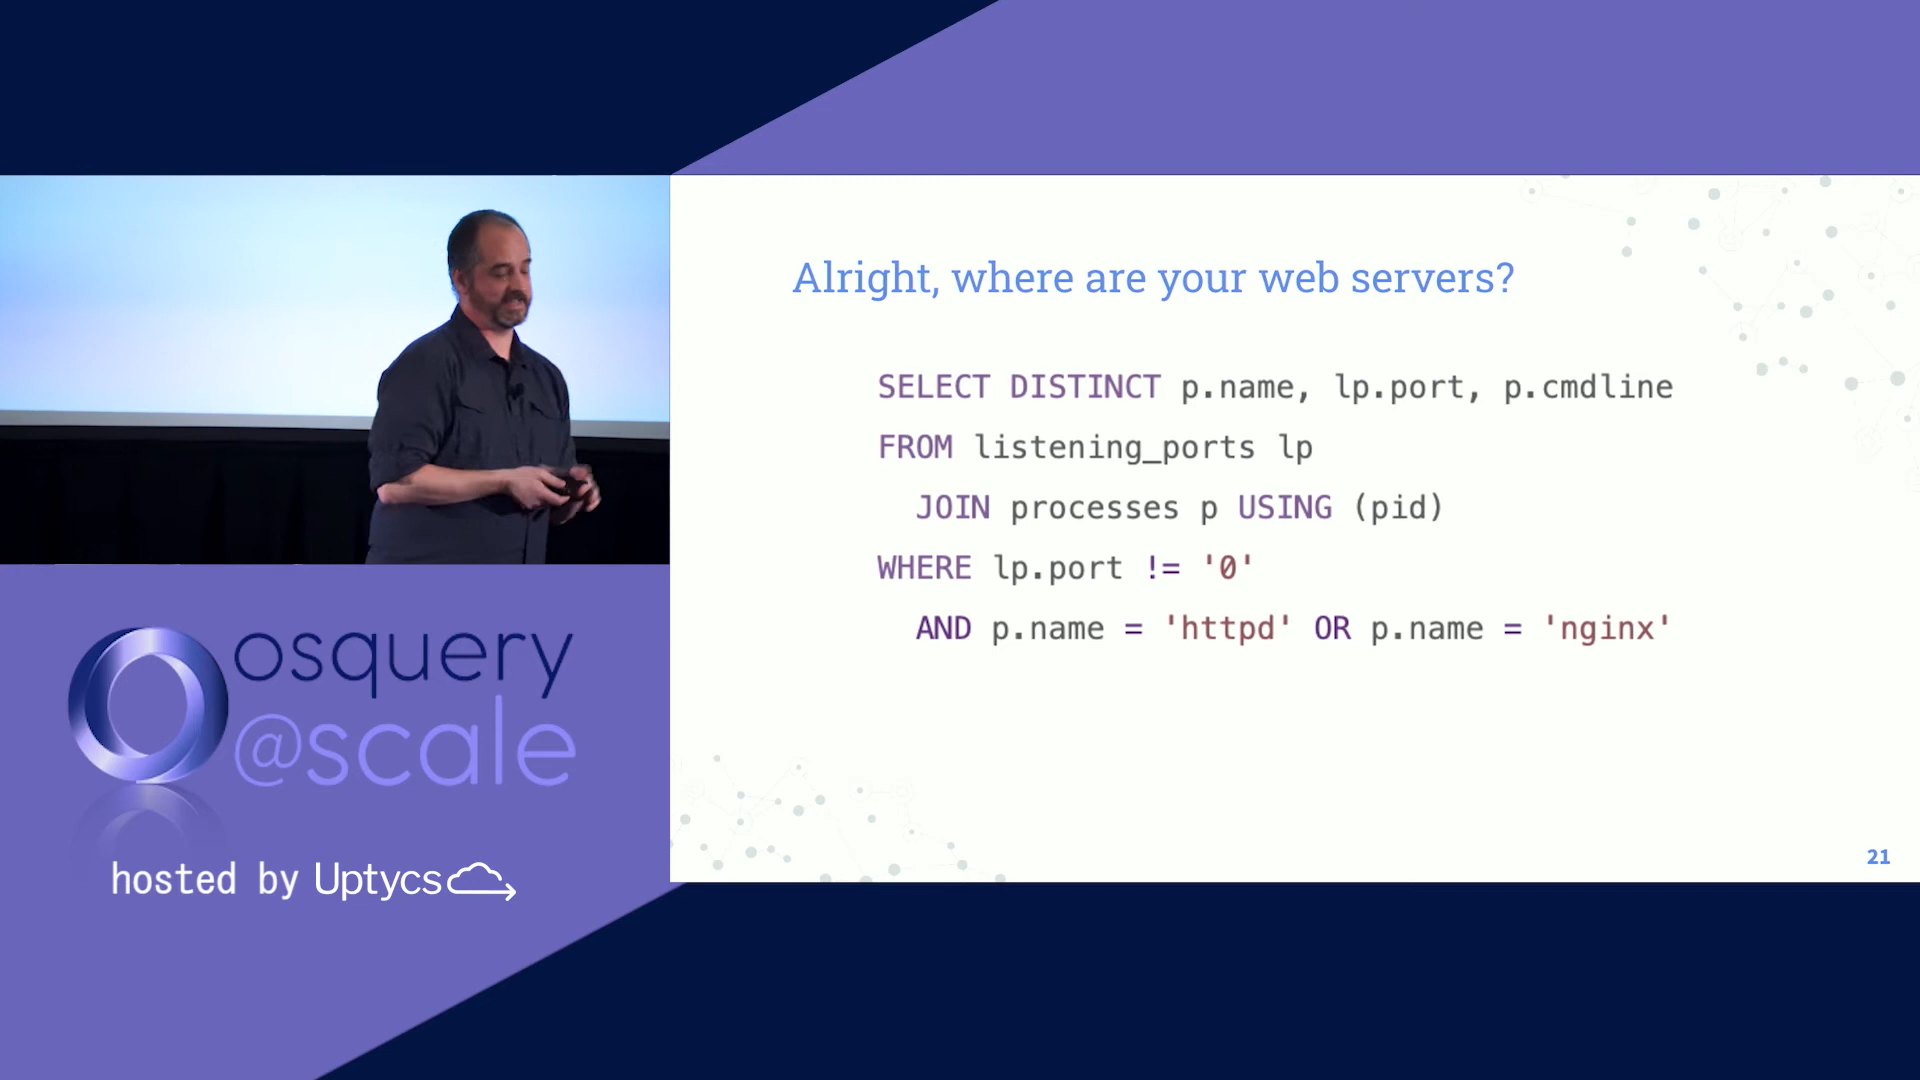 Alright, where are your web servers?
SELECT DISTINCT p.name, lp.port, p.cmdline
FROM listening_ports lp
JOIN processes p USING (pid)
WHERE lp.port != '0'
AND p.name = 'httpd' OR p.name = 'nginx'
21
osquery
@scale
hosted by Uptycs